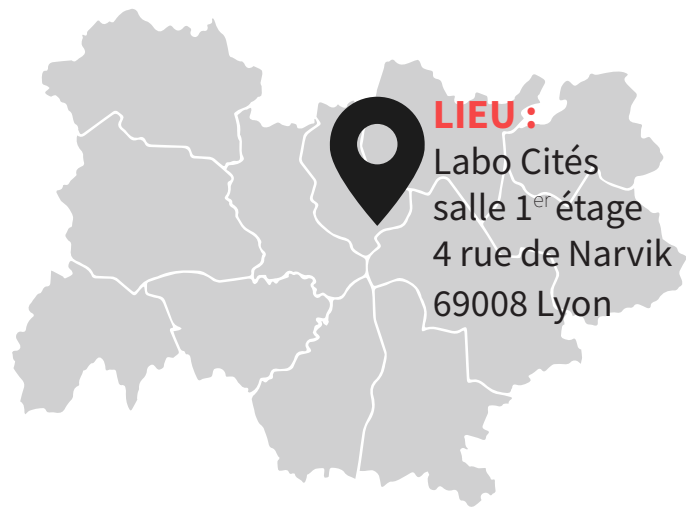 LIEU :
Labo Cités
salle 1er étage
4 rue de Narvik
69008 Lyon